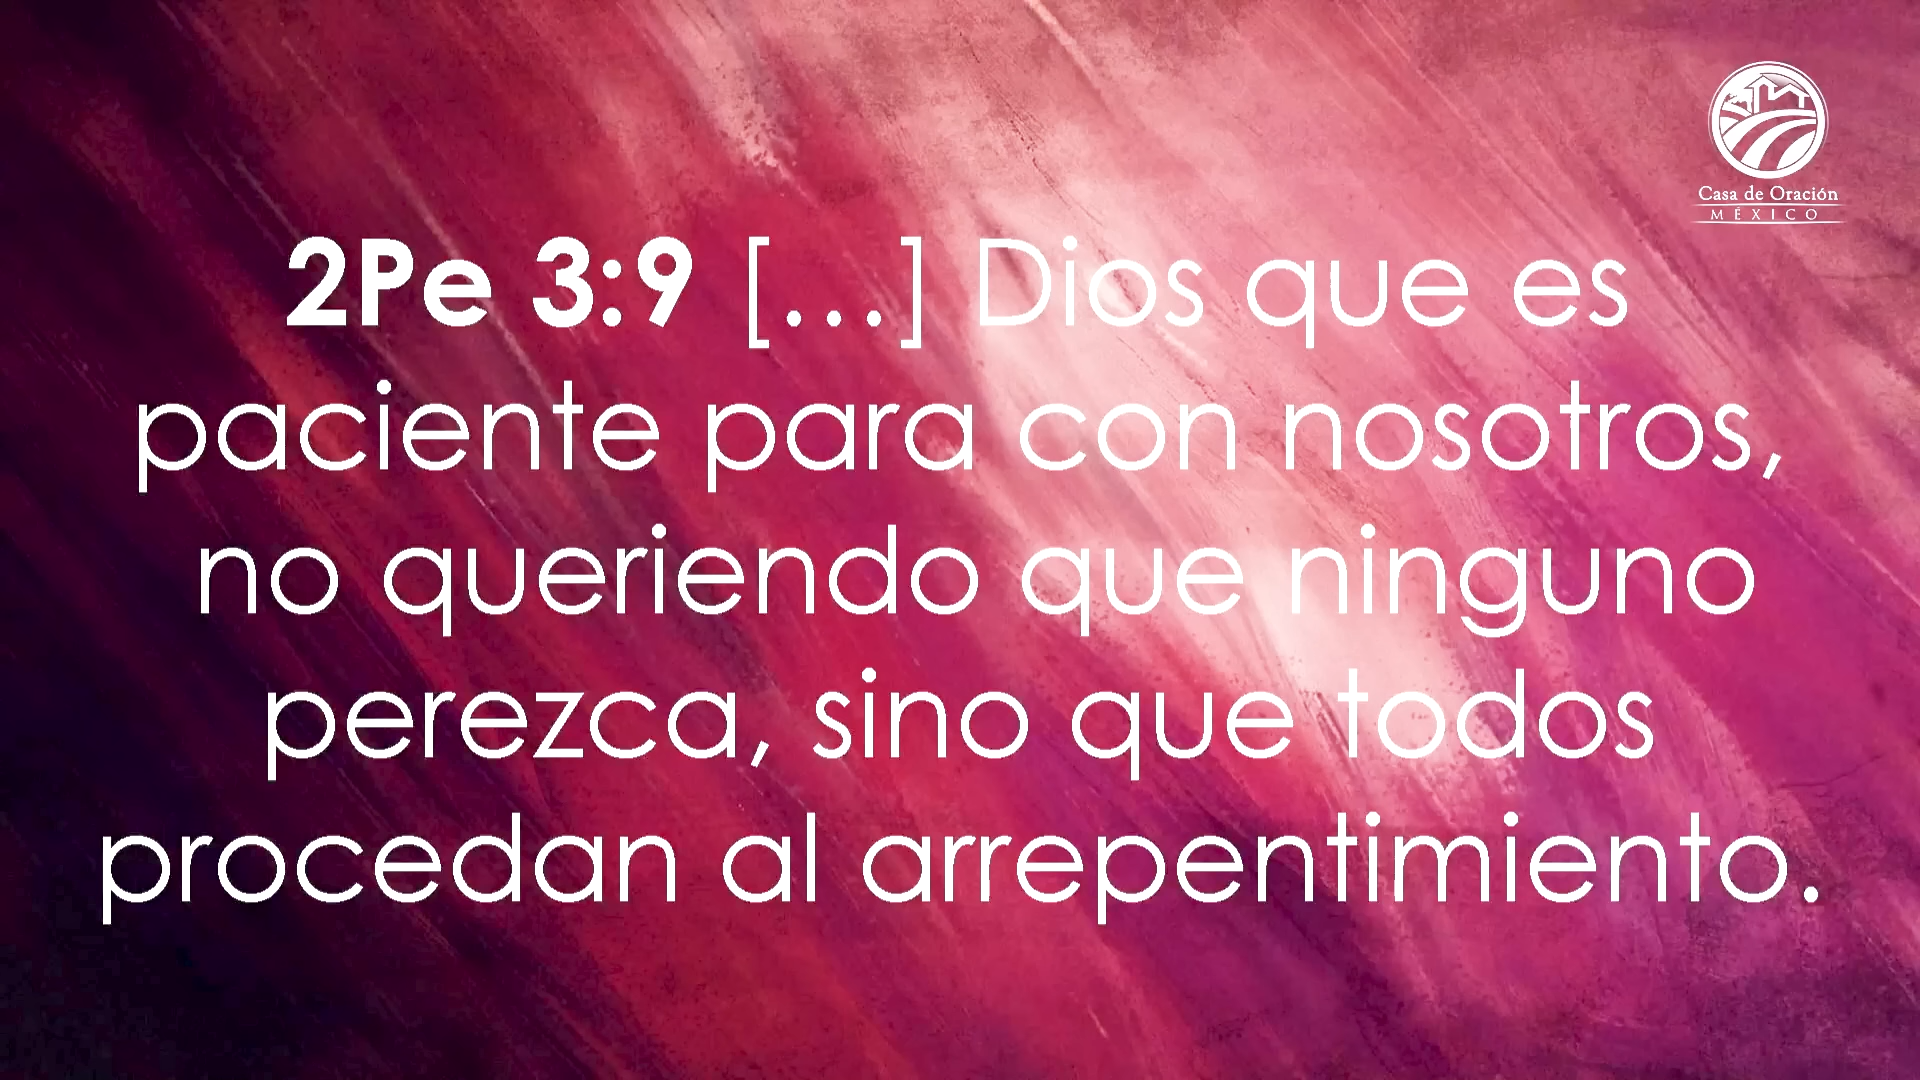 Casa de Oración
MÉXICO
2Pe 3:9 […] Dios que es
paciente para con nosotros,
no queriendo que ninguno
perezca, sino que todos
procedan al arrepentimiento.